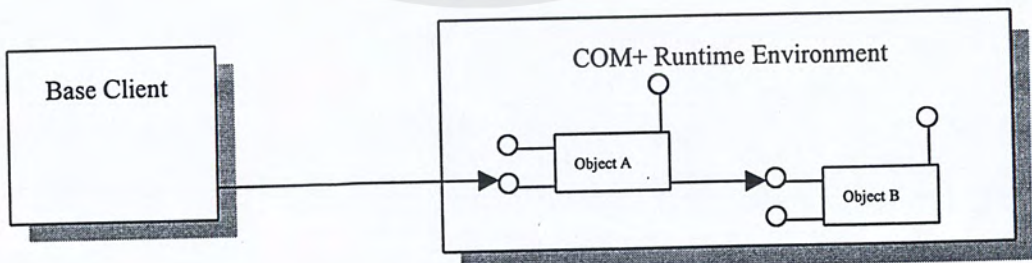 Base Client
COM+ Runtime Environment
Object A
Object B